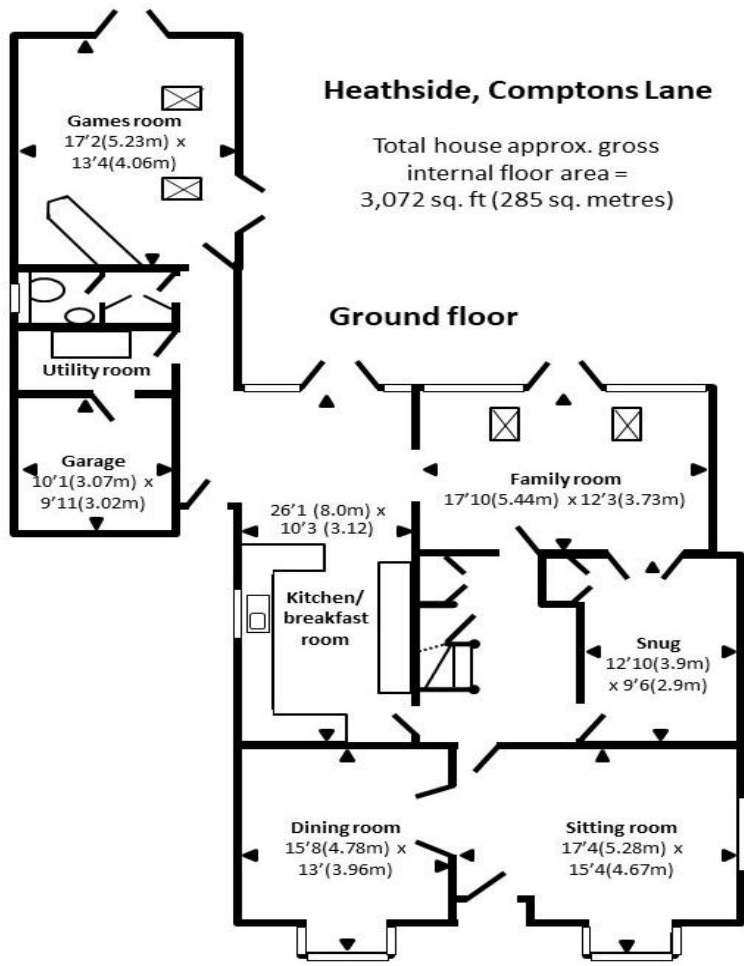 Heathside, Comptons Lane
Total house approx. gross
internal floor area =
3,072 sq. ft (285 sq. metres)
Games room
17'2(5.23m) x
13'4(4.06m)
Ground floor
Utility room
Garage
10'1(3.07m) x
9'11(3.02m)
Family room
17'10(5.44m) x 12'3(3.73m)
26'1 (8.0m) x
10'3 (3.12)
Kitchen/
breakfast
room
Snug
12'10(3.9m)
x 9'6(2.9m)
Dining room
15'8(4.78m) x
13'(3.96m)
Sitting room
17'4(5.28m) x
15'4(4.67m)